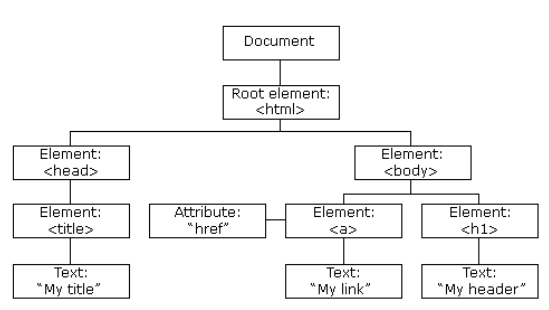 Document
Root element:
<html>
Element:
<head>
Element:
<body>
Element:
<title>
Attribute:
“href”
Element:
<a>
Element:
<h1>
Text:
“My title”
Text:
“My link”
Text:
“My header”